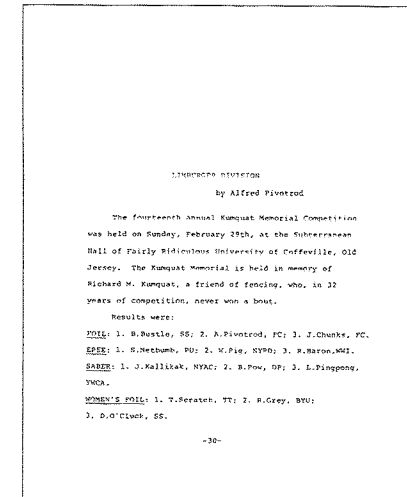 LIMBURGER DIVISION
by Alfred Pivotrod
The fourteenth annual Kumquat Memorial Competition
was held on Sunday, February 29th, at the Subterranean
Hall of Fairly Ridiculous University of Coffeville, Old
Jersey. The Kumquat Memorial is held in memory of
Richard M. Kumquat, a friend of fencing, who, in 32
years of competition, never won a bout.
Results were:
FOIL: 1. B.Bustle, SS; 2. A.Pivotrod, FC; 3. J.Chunks, FC.
EPEE: 1. S.Netbumb, PU; 2. W.Pig, NYPD; 3. R.Baron,WWI.
SABER: 1. J.Kallikak, NYAC; 2. B.Pow, DP; 3. L.Pingpong,
YWCA.
WOMEN'S FOIL: 1. T.Scratch, TT; 2. R.Grey, BYU;
3. D.O'Cluck, SS.
-30-